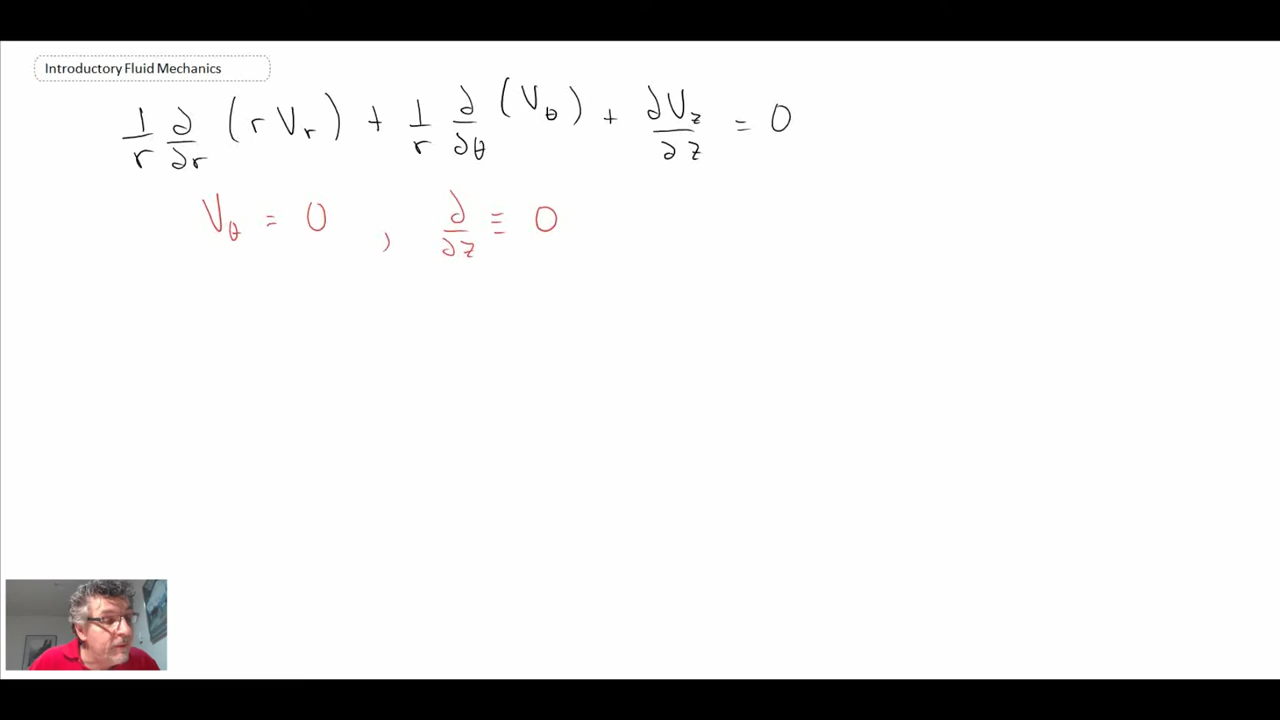 Introductory Fluid Mechanics
1/r ∂/∂r (r V_r) + 1/r ∂/∂θ (V_θ) + ∂V_z/∂z = 0
V_θ = 0 , ∂/∂z ≡ 0